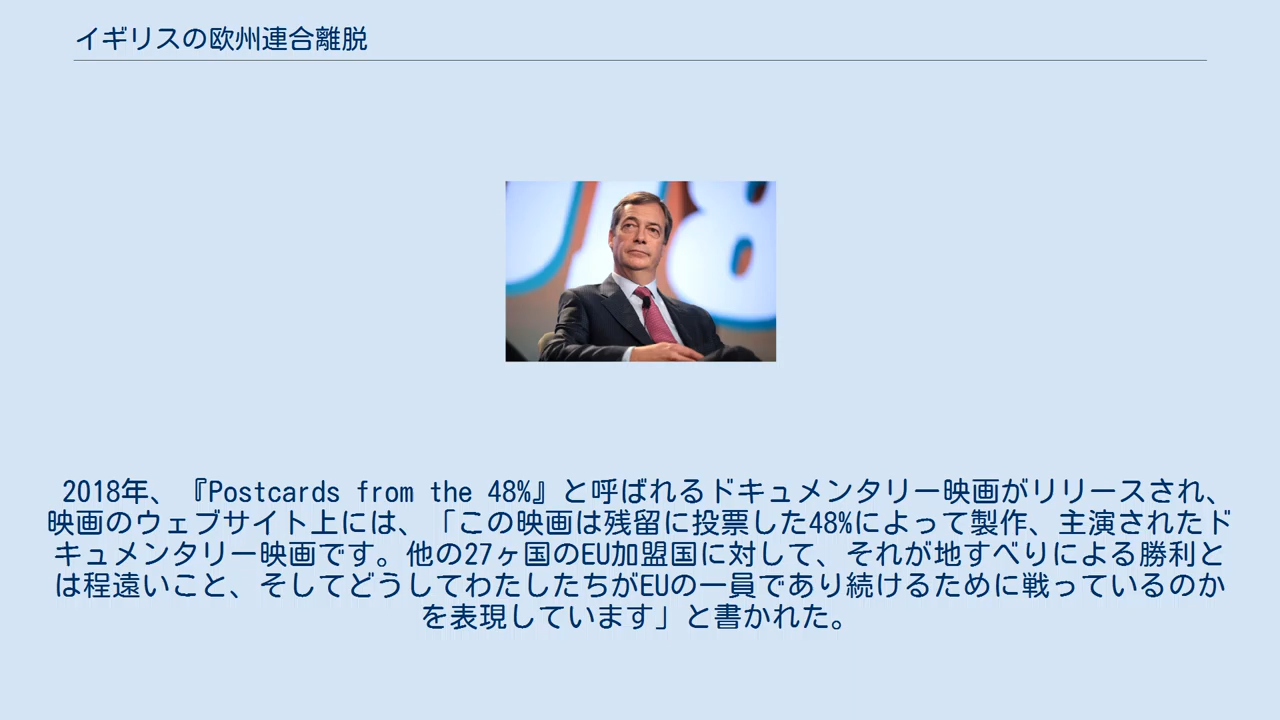 イギリスの欧州連合離脱
2018年、『Postcards from the 48%』と呼ばれるドキュメンタリー映画がリリースされ、
映画のウェブサイト上には、「この映画は残留に投票した48%によって製作、主演されたド
キュメンタリー映画です。他の27ヶ国のEU加盟国に対して、それが地すべりによる勝利と
は程遠いこと、そしてどうしてわたしたちがEUの一員であり続けるために戦っているのか
を表現しています」と書かれた。